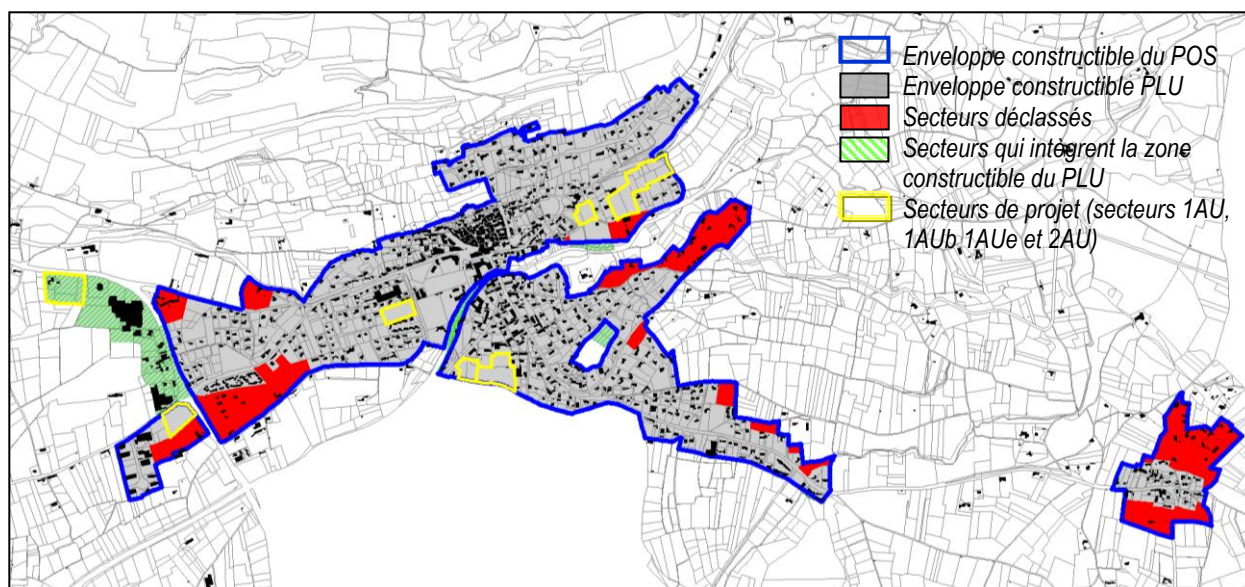 Enveloppe constructible du POS
Enveloppe constructible PLU
Secteurs déclassés
Secteurs qui intègrent la zone
constructible du PLU
Secteurs de projet (secteurs 1AU,
1AUb,1AUe et 2AU)